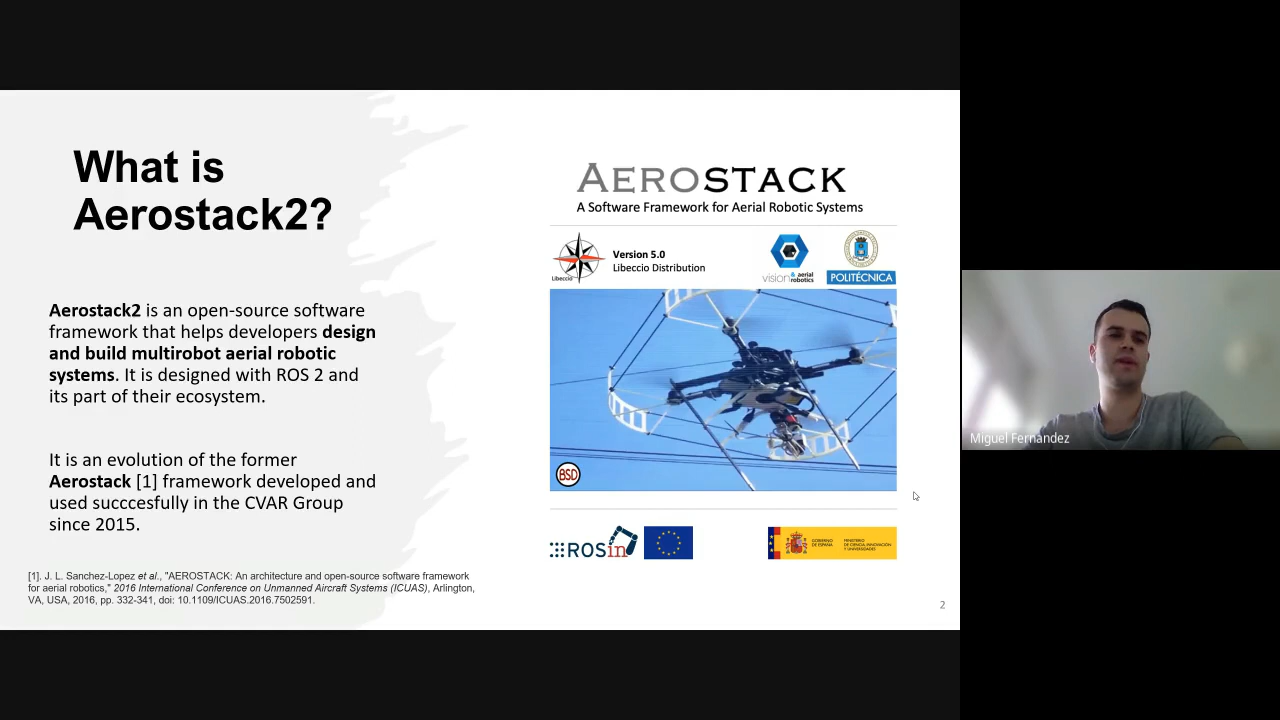 What is
Aerostack2?
Aerostack2 is an open-source software
framework that helps developers design
and build multirobot aerial robotic
systems. It is designed with ROS 2 and
its part of their ecosystem.
It is an evolution of the former
Aerostack [1] framework developed and
used succcesfully in the CVAR Group
since 2015.
[1]. J. L. Sanchez-Lopez et al., "AEROSTACK: An architecture and open-source software framework
for aerial robotics," 2016 International Conference on Unmanned Aircraft Systems (ICUAS), Arlington,
VA, USA, 2016, pp. 332-341, doi: 10.1109/ICUAS.2016.7502591.
AEROSTACK
A Software Framework for Aerial Robotic Systems
Libeccio
Version 5.0
Libeccio Distribution
vision & aerial
robotics
POLITÉCNICA
BSD
ROSin
GOBIERNO
DE ESPAÑA
MINISTERIO
DE CIENCIA, INNOVACIÓN
Y UNIVERSIDADES
2
Miguel Fernandez